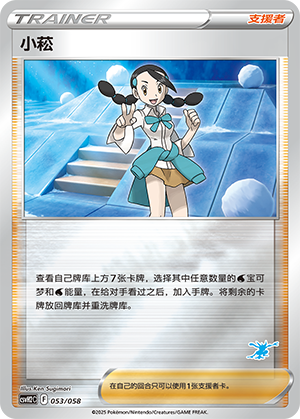 TRAINER 支援者
小菘
查看自己牌库上方7张卡牌，选择其中任意数量的宝可
梦和能量，在给对手看过之后，加入手牌。将剩余的卡
牌放回牌库并重洗牌库。
Illus. Ken Sugimori
CSVH2C F 053/058
在自己的回合只可以使用1张支援者卡。
©2025 Pokémon/Nintendo/Creatures/GAME FREAK.